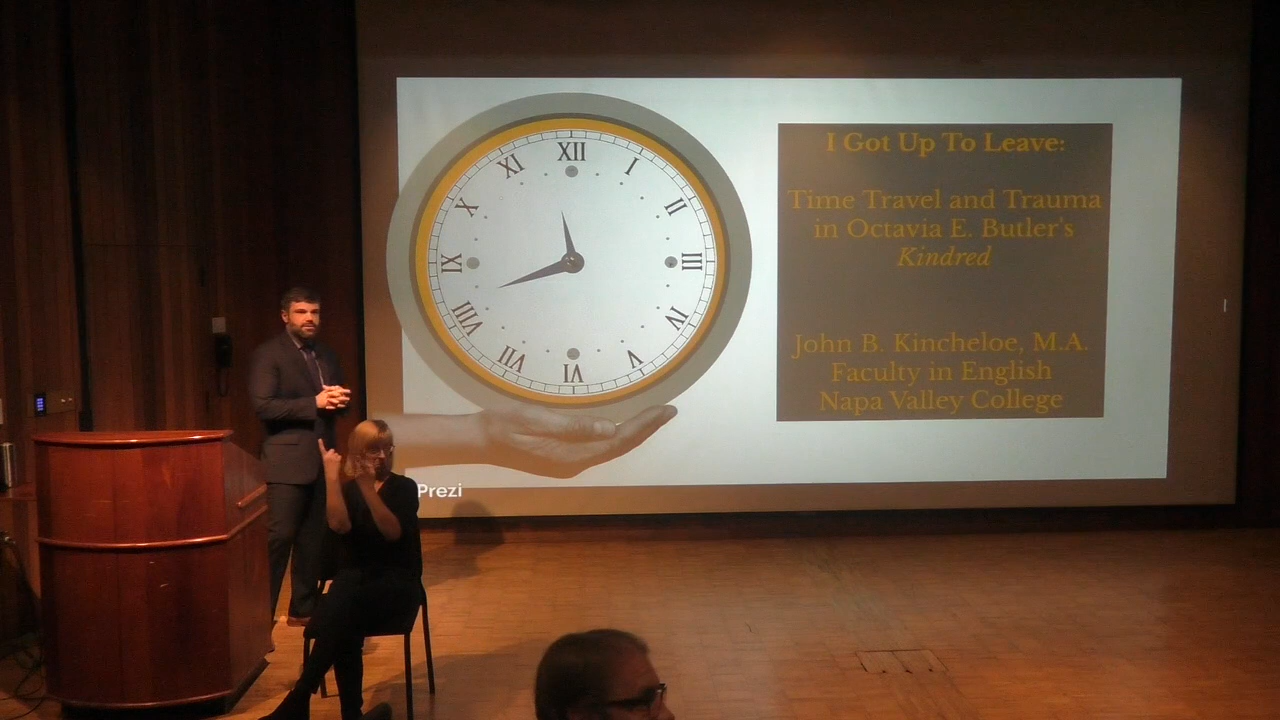 XII
I
II
III
IV
V
VI
VII
VIII
IX
X
XI
I Got Up To Leave:
Time Travel and Trauma
in Octavia E. Butler's
Kindred
John B. Kincheloe, M.A.
Faculty in English
Napa Valley College
Prezi